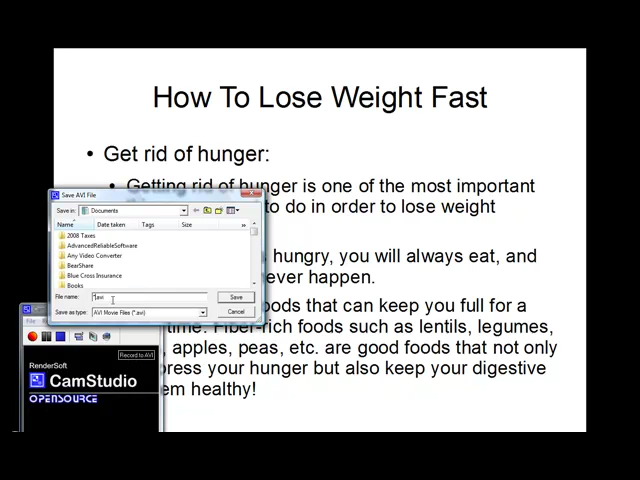 How To Lose Weight Fast
• Get rid of hunger:
• Getting rid of hunger is one of the most important
to do in order to lose weight
hungry, you will always eat, and
ever happen.
oods that can keep you full for a
time. Fiber-rich foods such as lentils, legumes,
, apples, peas, etc. are good foods that not only
press your hunger but also keep your digestive
em healthy!
Save AVI File
Save in: Documents
Name Date taken Tags Size »
2008 Taxes
AdvancedReliableSoftware
Any Video Converter
BearShare
Blue Cross Insurance
Books
File name: *.avi Save
Save as type: AVI Movie Files (*.avi) Cancel
File
Record to AVI
RenderSoft
CamStudio
OPENSOURCE